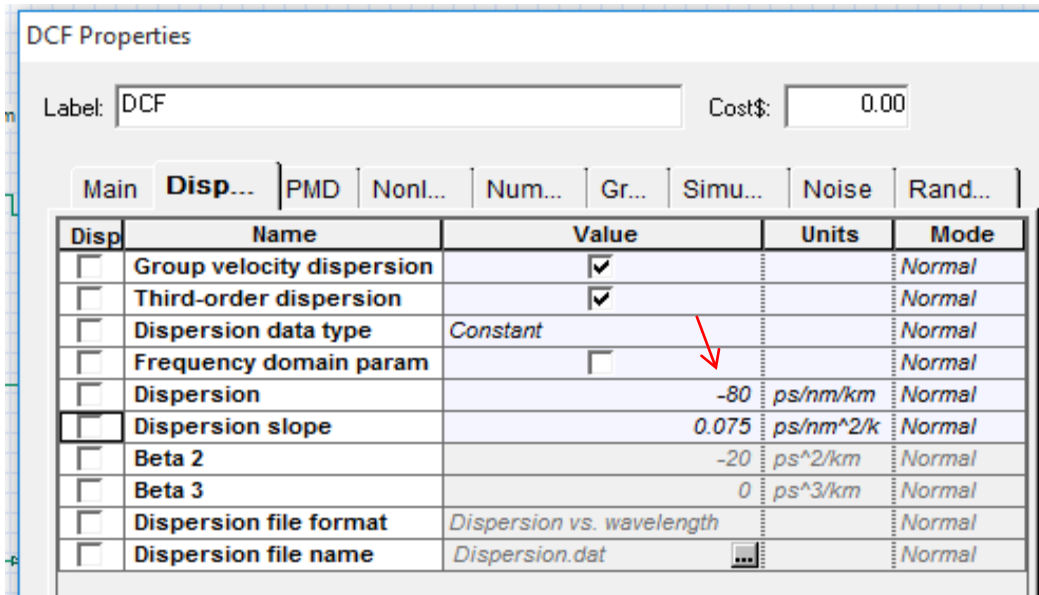 DCF Properties
Label: DCF Cost$: 0.00
m
Main Disp... PMD Nonl... Num... Gr... Simu... Noise Rand...
Disp Name Value Units Mode
Group velocity dispersion Normal
Third-order dispersion Normal
Dispersion data type Constant Normal
Frequency domain param Normal
Dispersion -80 ps/nm/km Normal
Dispersion slope 0.075 ps/nm^2/k Normal
Beta 2 -20 ps^2/km Normal
Beta 3 0 ps^3/km Normal
Dispersion file format Dispersion vs. wavelength Normal
Dispersion file name Dispersion.dat ... Normal